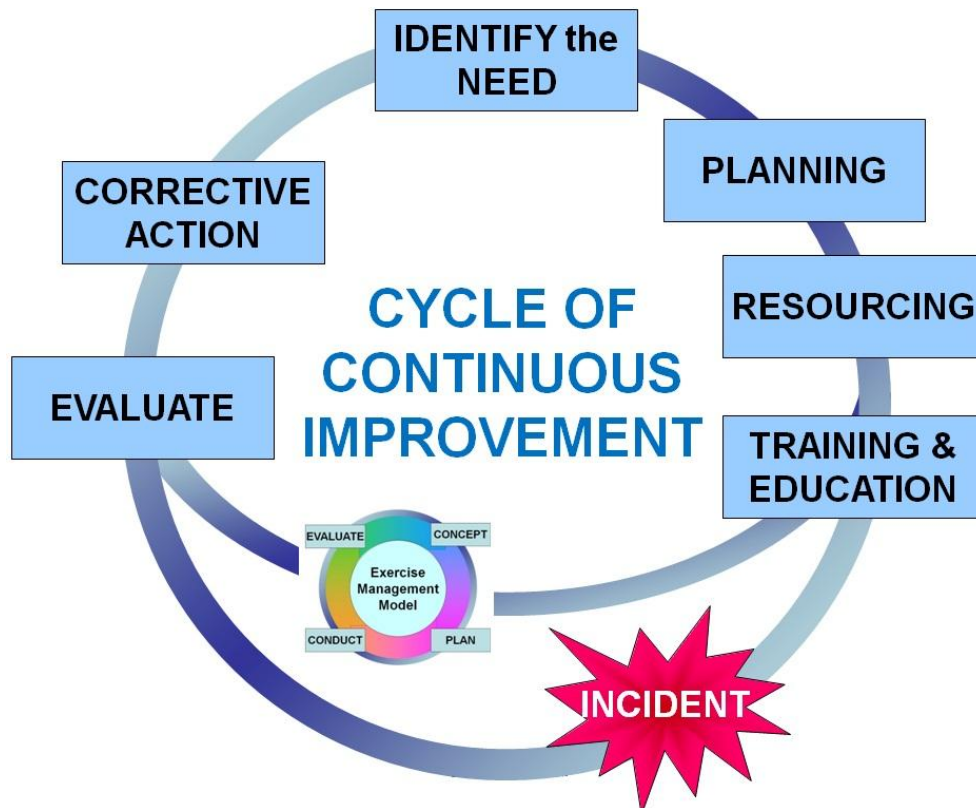 IDENTIFY the
NEED
PLANNING
RESOURCING
TRAINING &
EDUCATION
INCIDENT
EVALUATE
CORRECTIVE
ACTION
CYCLE OF
CONTINUOUS
IMPROVEMENT
EVALUATE
CONCEPT
Exercise
Management
Model
CONDUCT
PLAN